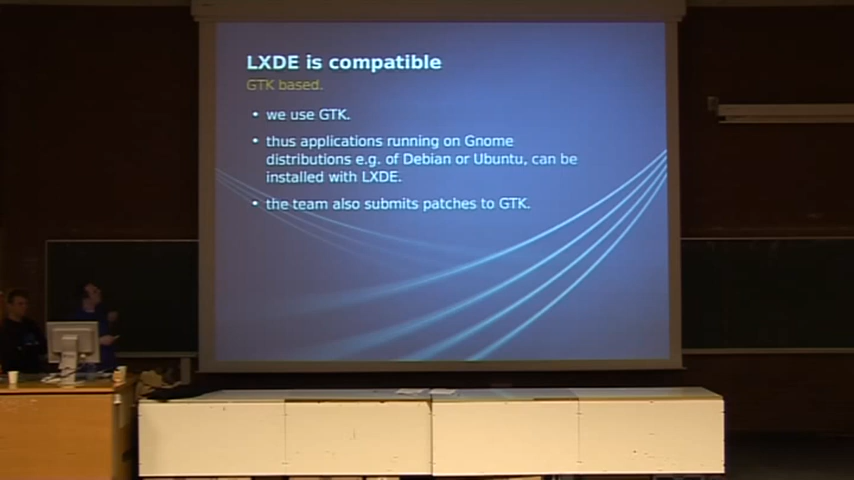 LXDE is compatible
GTK based.
• we use GTK.
• thus applications running on Gnome
distributions e.g. of Debian or Ubuntu, can be
installed with LXDE.
• the team also submits patches to GTK.